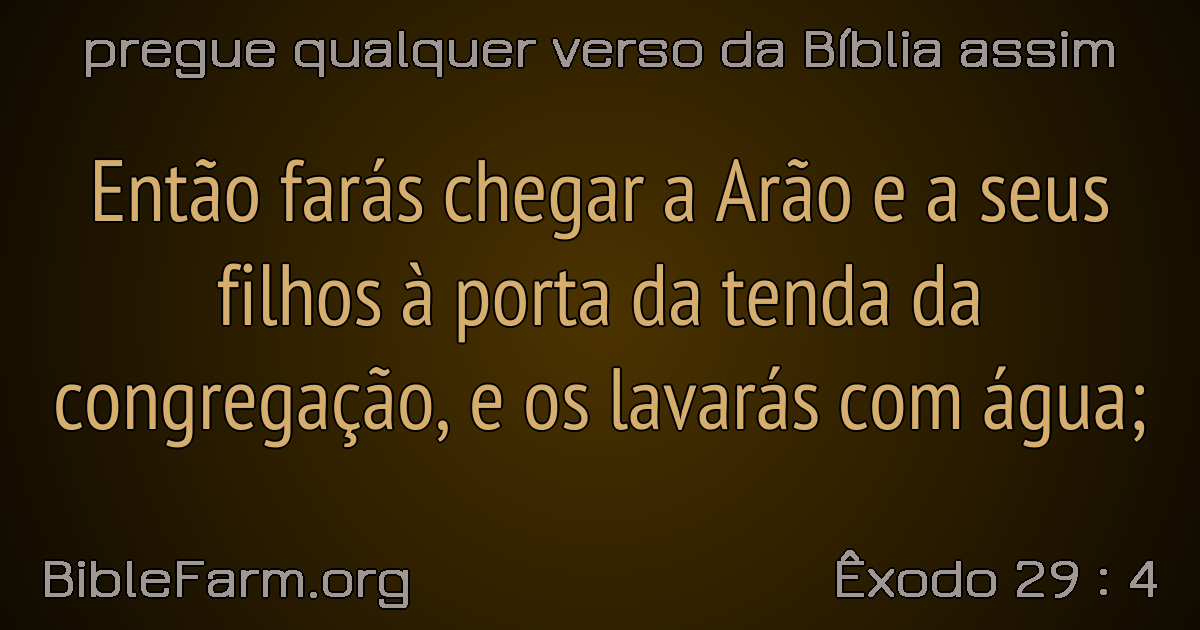 pregue qualquer verso da Bíblia assim
Então farás chegar a Arão e a seus
filhos à porta da tenda da
congregação, e os lavarás com água;
BibleFarm.org
Êxodo 29 : 4